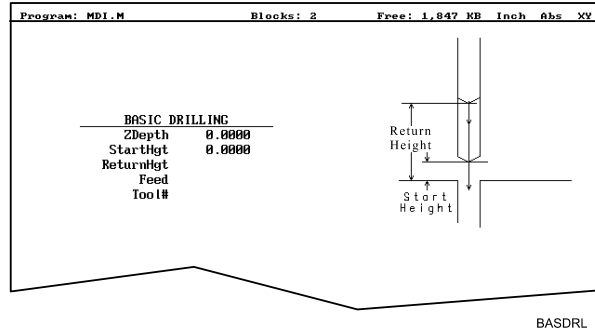 Program: MDI.M Blocks: 2 Free: 1,847 KB Inch Abs XY
BASIC DRILLING
ZDepth 0.0000
StartHgt 0.0000
ReturnHgt
Feed
Tool#
Return
Height
Start
Height
BASDRL